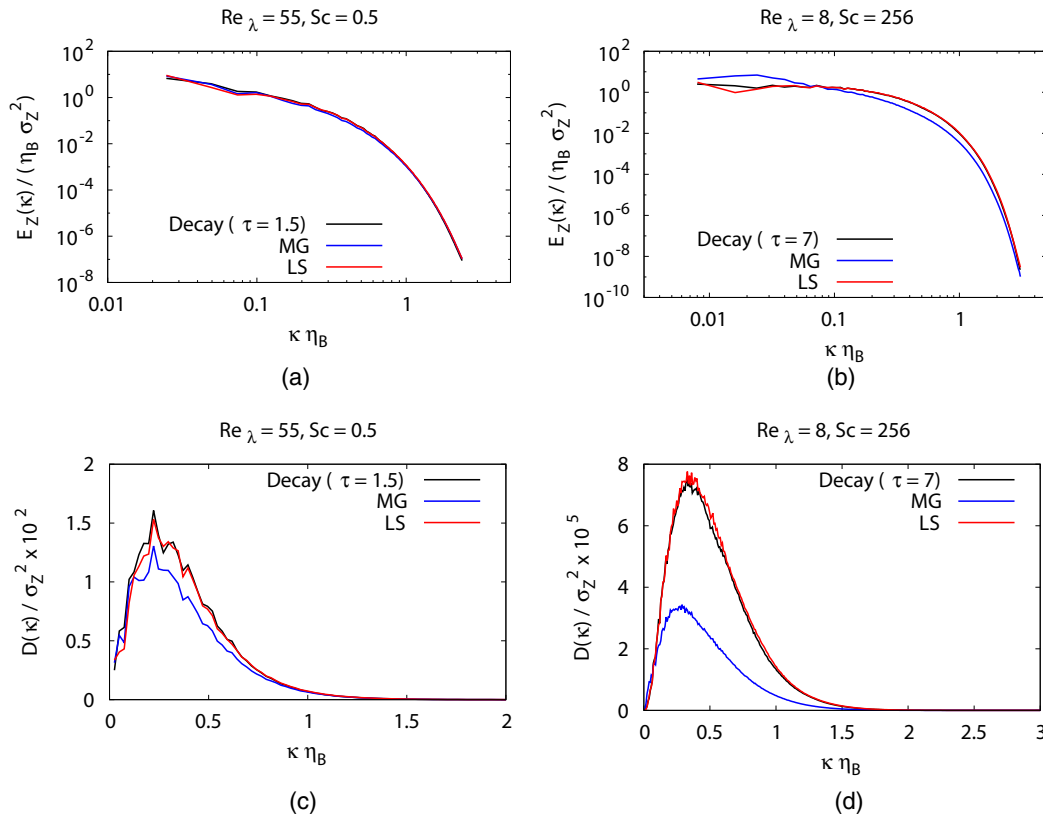 Re λ = 55, Sc = 0.5
E_Z(κ) / (η_B σ_Z^2)
10^2
10^0
10^-2
10^-4
10^-6
10^-8
Decay ( τ = 1.5)
MG
LS
0.01 0.1 1
κ η_B
(a)
Re λ = 8, Sc = 256
E_Z(κ) / (η_B σ_Z^2)
10^2
10^0
10^-2
10^-4
10^-6
10^-8
10^-10
Decay ( τ = 7)
MG
LS
0.01 0.1 1
κ η_B
(b)
Re λ = 55, Sc = 0.5
D(κ) / σ_Z^2 x 10^2
2
1.5
1
0.5
0
Decay ( τ = 1.5)
MG
LS
0 0.5 1 1.5 2
κ η_B
(c)
Re λ = 8, Sc = 256
D(κ) / σ_Z^2 x 10^5
8
6
4
2
0
Decay ( τ = 7)
MG
LS
0 0.5 1 1.5 2 2.5 3
κ η_B
(d)